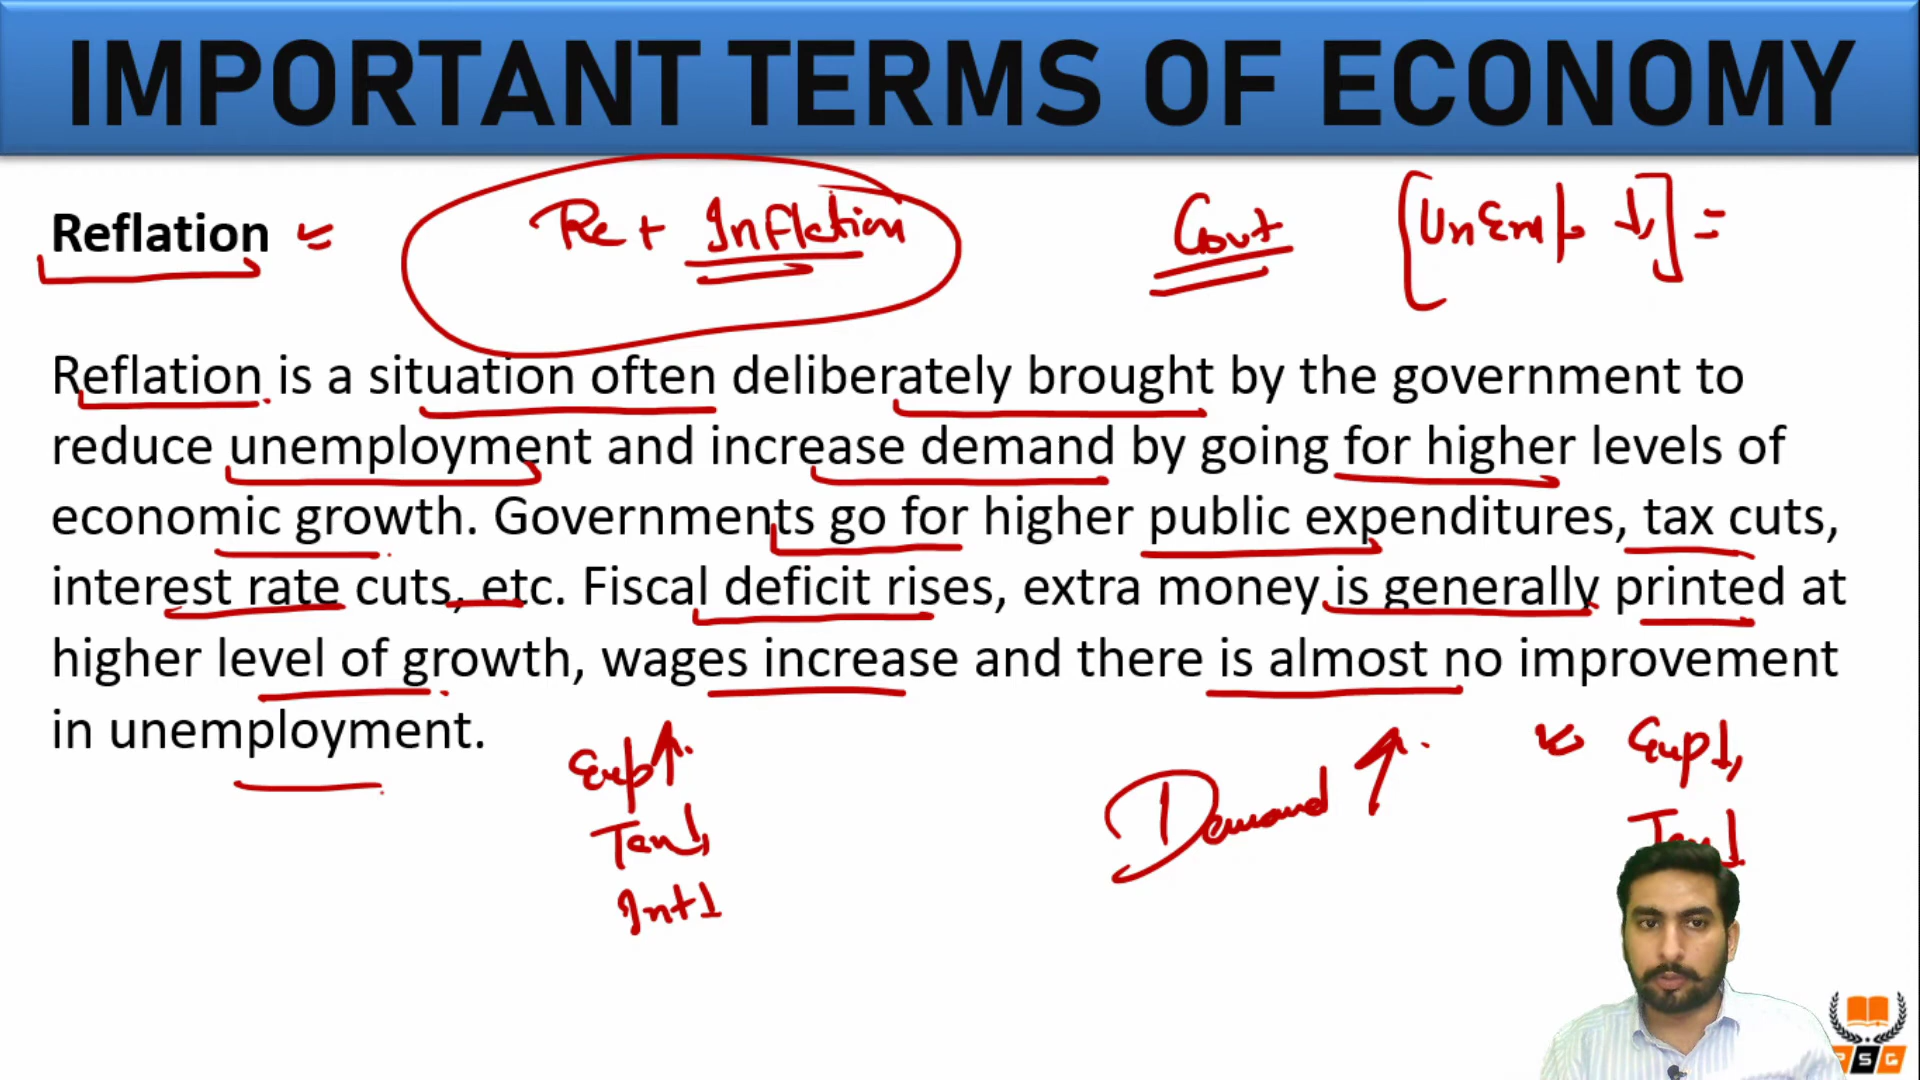 IMPORTANT TERMS OF ECONOMY
Reflation
Re + Inflation
Govt
[UnEmp ↓] =
Reflation is a situation often deliberately brought by the government to
reduce unemployment and increase demand by going for higher levels of
economic growth. Governments go for higher public expenditures, tax cuts,
interest rate cuts, etc. Fiscal deficit rises, extra money is generally printed at
higher level of growth, wages increase and there is almost no improvement
in unemployment.
Exp ↑
Tax ↓
Int ↓
Demand ↑
Exp ↓
PSG